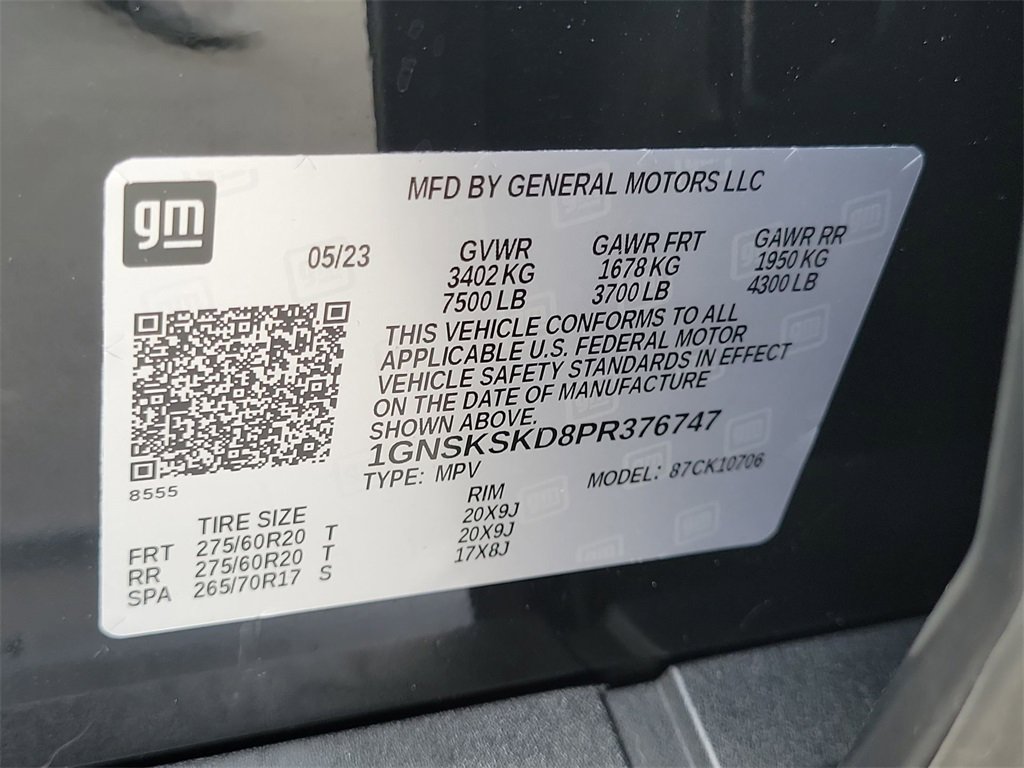 gm
MFD BY GENERAL MOTORS LLC
05/23
GVWR GAWR FRT GAWR RR
3402 KG 1678 KG 1950 KG
7500 LB 3700 LB 4300 LB
THIS VEHICLE CONFORMS TO ALL
APPLICABLE U.S. FEDERAL MOTOR
VEHICLE SAFETY STANDARDS IN EFFECT
ON THE DATE OF MANUFACTURE
SHOWN ABOVE.
1GNSKSKD8PR376747
TYPE: MPV MODEL: 87CK10706
8555
TIRE SIZE RIM
FRT 275/60R20 T 20X9J
RR 275/60R20 T 20X9J
SPA 265/70R17 S 17X8J